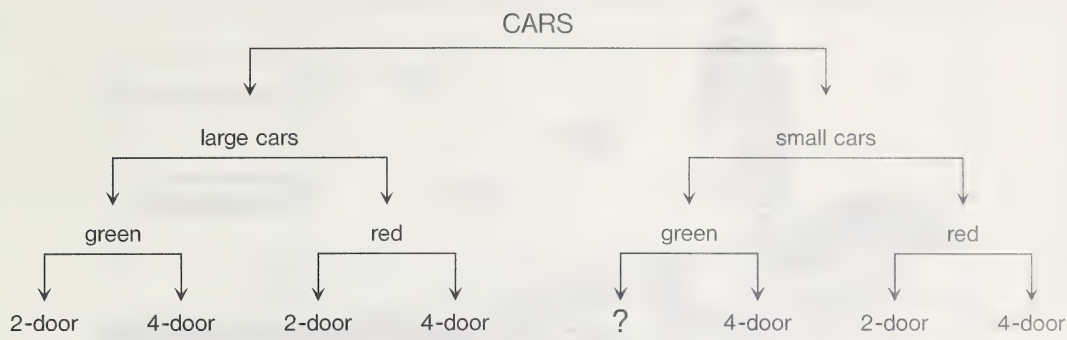 CARS
large cars small cars
green red green red
2-door 4-door 2-door 4-door ? 4-door 2-door 4-door